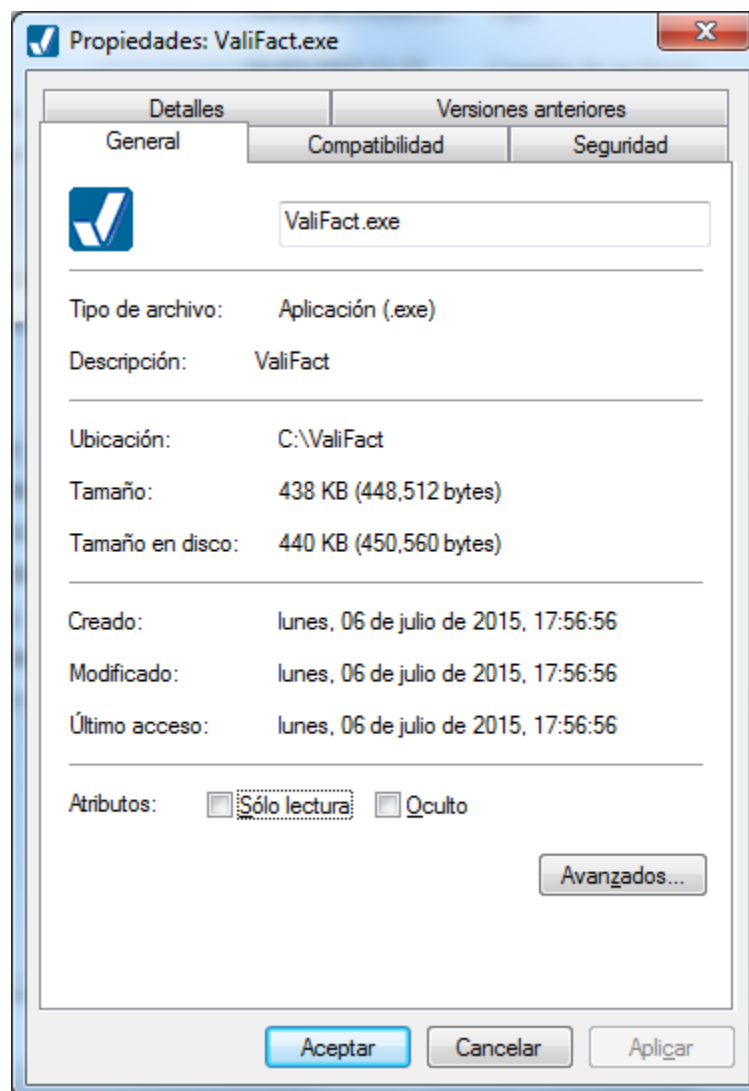 Propiedades: ValiFact.exe
Detalles Versiones anteriores
General Compatibilidad Seguridad
ValiFact.exe
Tipo de archivo: Aplicación (.exe)
Descripción: ValiFact
Ubicación: C:\ValiFact
Tamaño: 438 KB (448,512 bytes)
Tamaño en disco: 440 KB (450,560 bytes)
Creado: lunes, 06 de julio de 2015, 17:56:56
Modificado: lunes, 06 de julio de 2015, 17:56:56
Último acceso: lunes, 06 de julio de 2015, 17:56:56
Atributos: Sólo lectura Oculto
Avanzados...
Aceptar Cancelar Aplicar